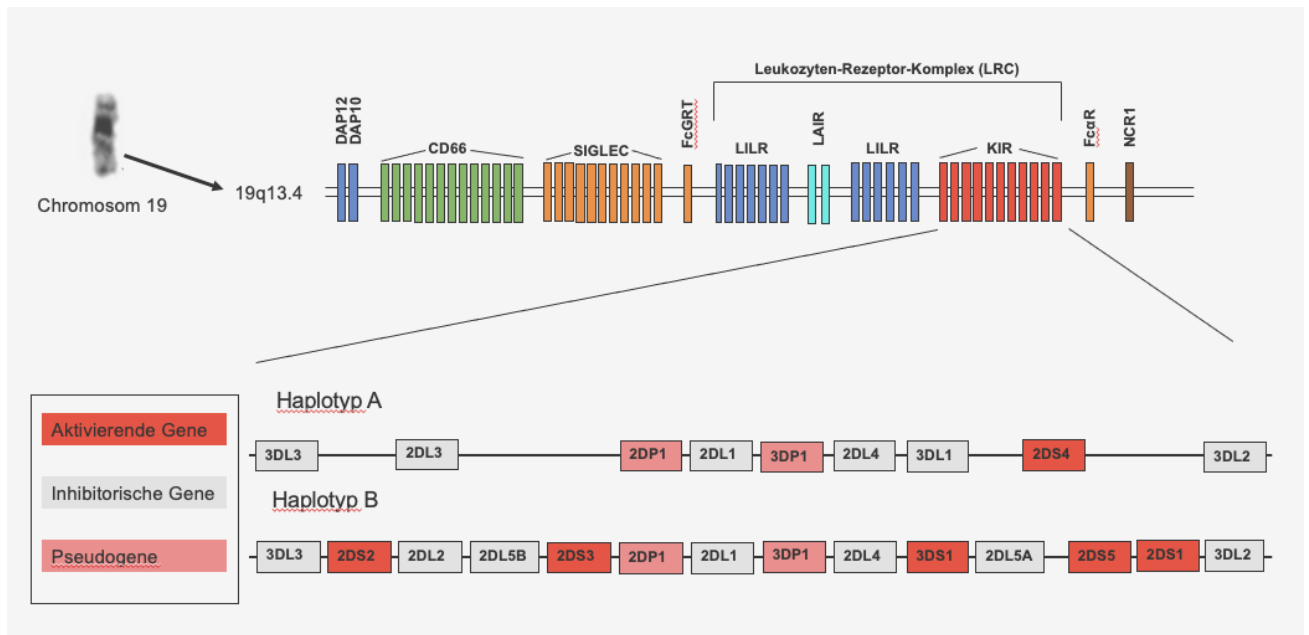 Leukozyten-Rezeptor-Komplex (LRC)
DAP12
DAP10
CD66
SIGLEC
FcGRT
LILR
LAIR
LILR
KIR
FcαR
NCR1
Chromosom 19
19q13.4
Haplotyp A
Aktivierende Gene
Inhibitorische Gene
Pseudogene
3DL3 2DL3 2DP1 2DL1 3DP1 2DL4 3DL1 2DS4 3DL2
Haplotyp B
3DL3 2DS2 2DL2 2DL5B 2DS3 2DP1 2DL1 3DP1 2DL4 3DS1 2DL5A 2DS5 2DS1 3DL2